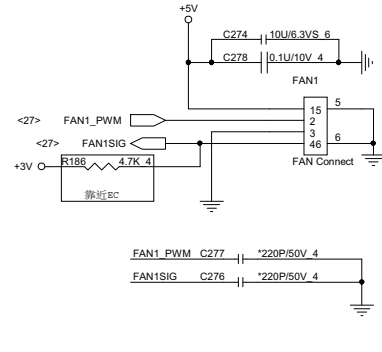 +5V
C274 10U/6.3VS_6
C278 0.1U/10V_4
FAN1
15 5
<27> FAN1_PWM 2
3
<27> FAN1SIG 46 6
FAN Connect
+3V R186 4.7K_4
靠近EC
FAN1_PWM C277 *220P/50V_4
FAN1SIG C276 *220P/50V_4